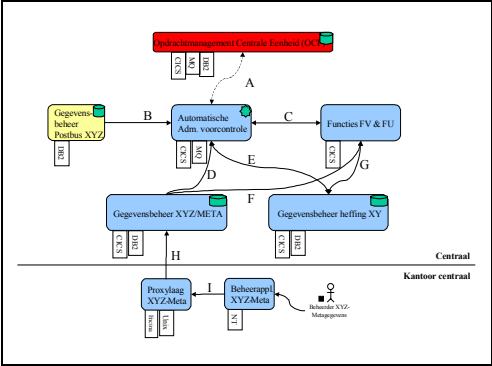 Opdrachtmanagement Centrale Eenheid (OCE)
CICS
MQ
DB2
A
Gegevens-
beheer
Postbus XYZ
DB2
B
Automatische
Adm. voorcontrole
CICS
MQ
C
Functies FV & FU
CICS
D
E
F
G
Gegevensbeheer XYZ/META
CICS
DB2
Gegevensbeheer heffing XY
CICS
DB2
Centraal
Kantoor centraal
H
Proxylaag
XYZ-Meta
Unix
I
Beheerappl.
XYZ-Meta
NT
Beheerder XYZ-
Metagegevens